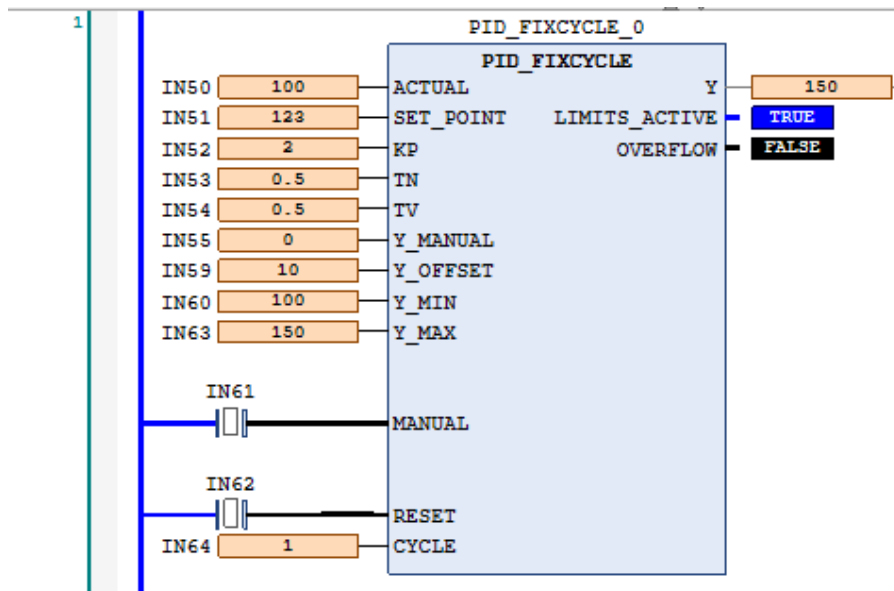 1
PID_FIXCYCLE_0
PID_FIXCYCLE
IN50 100 ACTUAL Y 150
IN51 123 SET_POINT LIMITS_ACTIVE TRUE
IN52 2 KP OVERFLOW FALSE
IN53 0.5 TN
IN54 0.5 TV
IN55 0 Y_MANUAL
IN59 10 Y_OFFSET
IN60 100 Y_MIN
IN63 150 Y_MAX
IN61
MANUAL
IN62
RESET
IN64 1 CYCLE